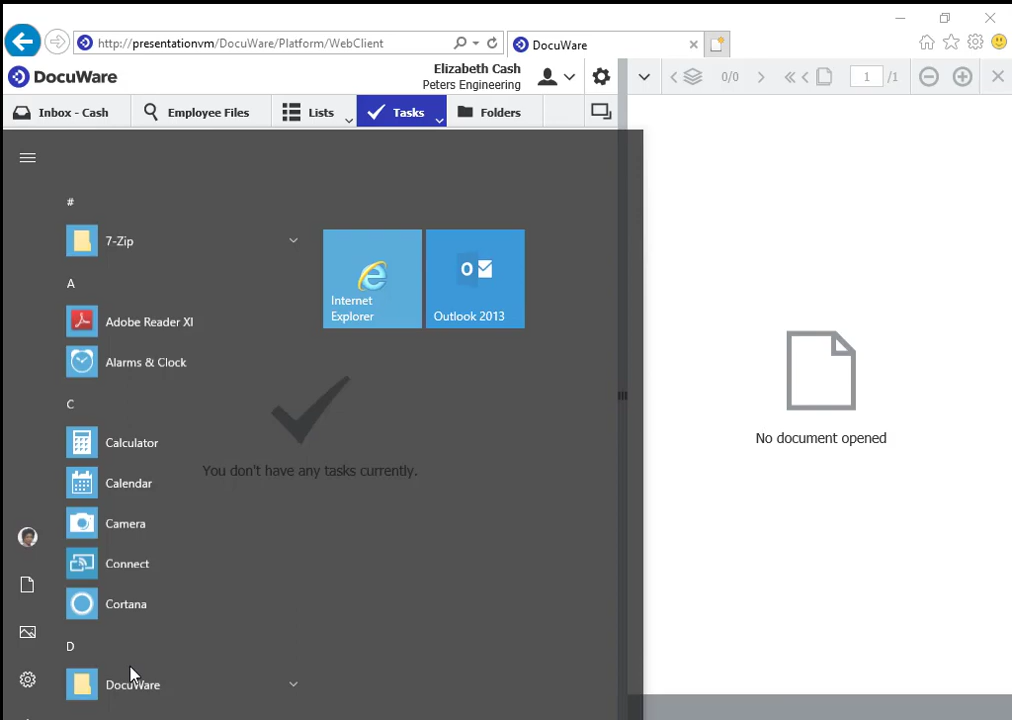 http://presentationvm/DocuWare/Platform/WebClient
DocuWare
DocuWare
Elizabeth Cash
Peters Engineering
0/0
1
/1
Inbox - Cash
Employee Files
Lists
Tasks
Folders
#
7-Zip
A
Adobe Reader XI
Alarms & Clock
C
Calculator
Calendar
Camera
Connect
Cortana
D
DocuWare
Internet
Explorer
Outlook 2013
You don't have any tasks currently.
No document opened